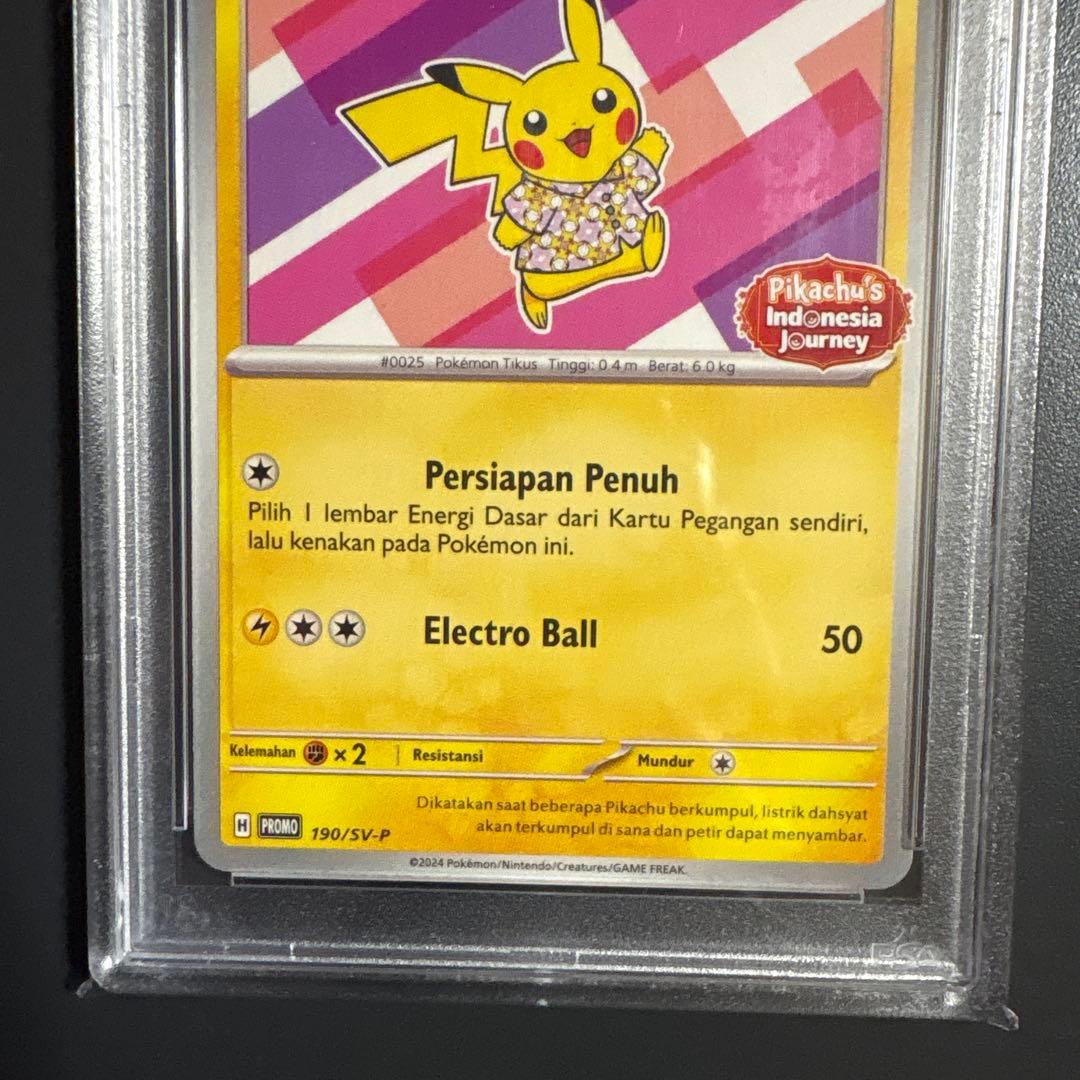 Pikachu's
Indonesia
Journey
#0025 Pokémon Tikus Tinggi: 0.4 m Berat: 6.0 kg
Persiapan Penuh
Pilih 1 lembar Energi Dasar dari Kartu Pegangan sendiri,
lalu kenakan pada Pokémon ini.
Electro Ball 50
Kelemahan ×2 Resistansi Mundur
Dikatakan saat beberapa Pikachu berkumpul, listrik dahsyat
akan terkumpul di sana dan petir dapat menyambar.
H PROMO 190/SV-P
©2024 Pokémon/Nintendo/Creatures/GAME FREAK.
PSA